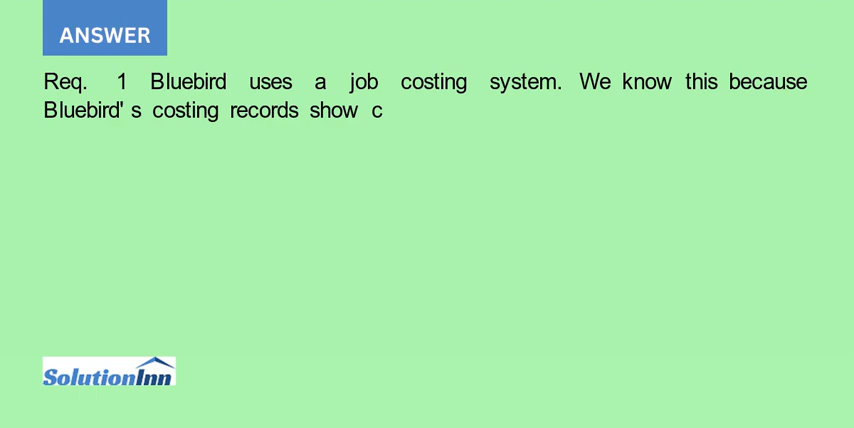 ANSWER
Req. 1 Bluebird uses a job costing system. We know this because
Bluebird' s costing records show c
SolutionInn